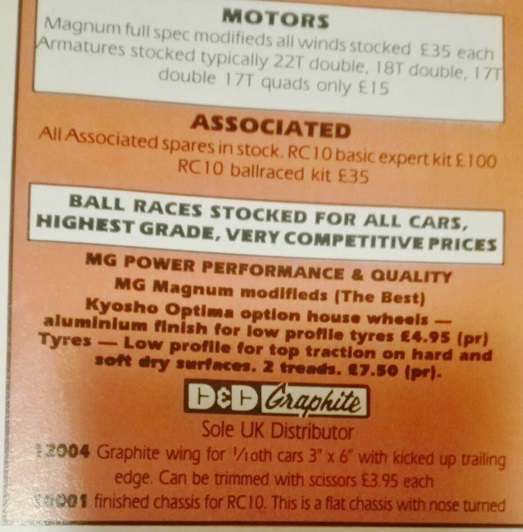 MOTORS
Magnum full spec modifieds all winds stocked £35 each
Armatures stocked typically 22T double, 18T double, 17T
double 17T quads only £15
ASSOCIATED
All Associated spares in stock. RC10 basic expert kit £100
RC10 ballraced kit £35
BALL RACES STOCKED FOR ALL CARS,
HIGHEST GRADE, VERY COMPETITIVE PRICES
MG POWER PERFORMANCE & QUALITY
MG Magnum modifieds (The Best)
Kyosho Optima option house wheels —
aluminium finish for low profile tyres £4.95 (pr)
Tyres — Low profile for top traction on hard and
soft dry surfaces. 2 treads. £7.50 (pr).
D&D Graphite
Sole UK Distributor
12004 Graphite wing for 1/10th cars 3" x 6" with kicked up trailing
edge. Can be trimmed with scissors £3.95 each
finished chassis for RC10. This is a flat chassis with nose turned